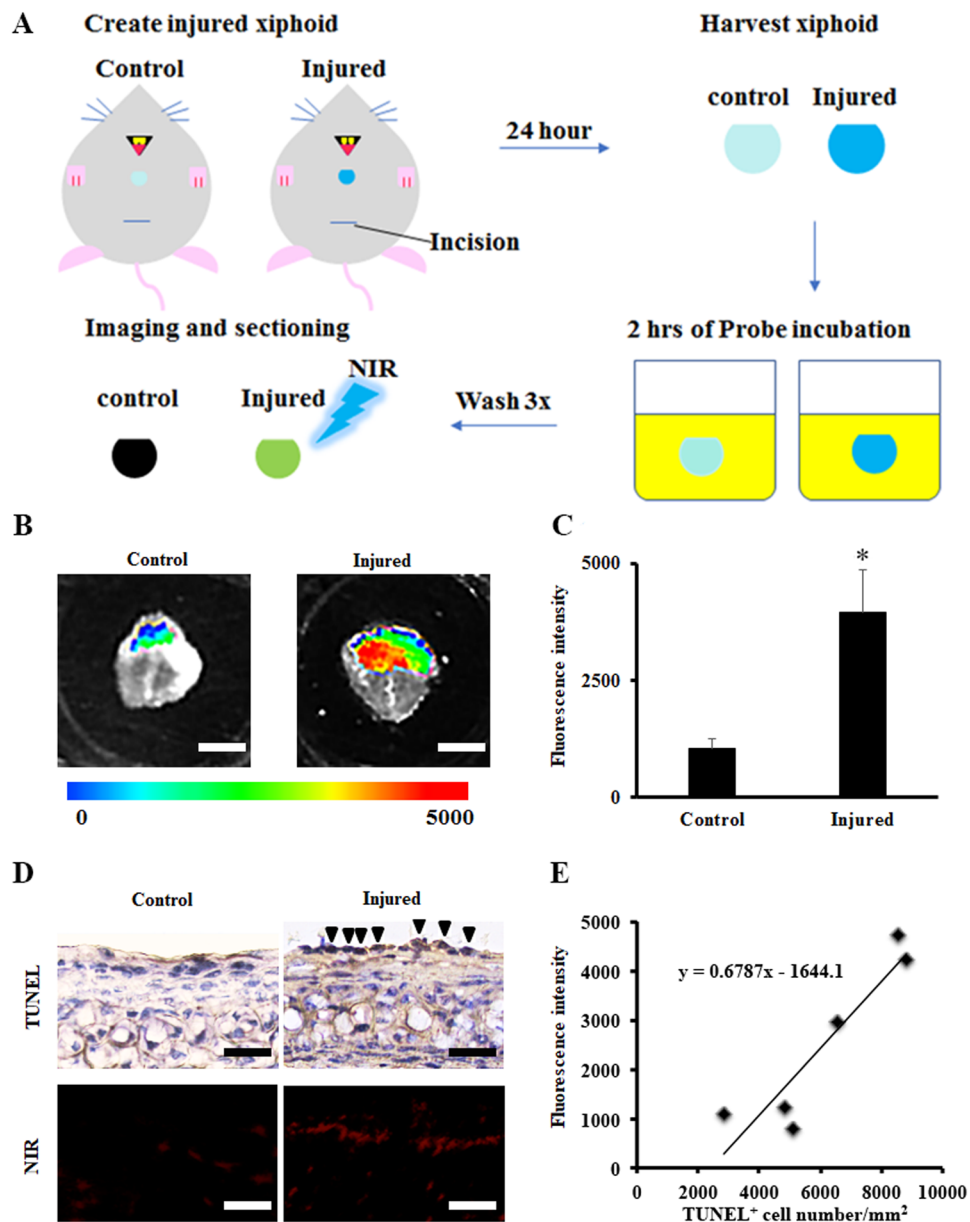 A
Create injured xiphoid
Harvest xiphoid
Control
Injured
24 hour
control
Injured
Incision
Imaging and sectioning
2 hrs of Probe incubation
NIR
control
Injured
Wash 3x
B
Control
Injured
0
5000
C
Fluorescence intensity
5000
2500
0
*
Control
Injured
D
Control
Injured
TUNEL
NIR
E
Fluorescence intensity
5000
4000
3000
2000
1000
0
y = 0.6787x - 1644.1
0
2000
4000
6000
8000
10000
TUNEL⁺ cell number/mm²